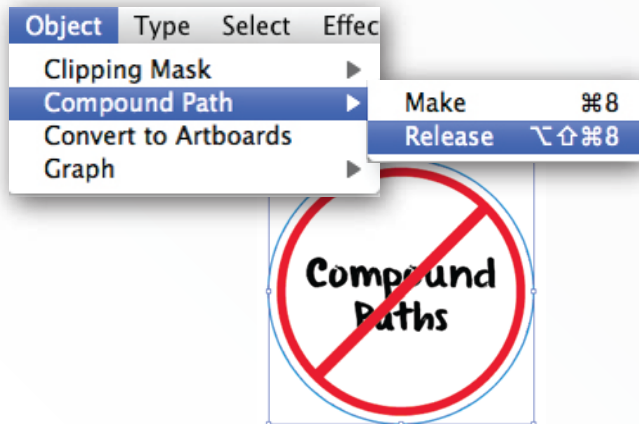 Object Type Select Effec
Clipping Mask
Compound Path
Make ⌘8
Convert to Artboards
Release ⌥⇧⌘8
Graph
Compound
Paths